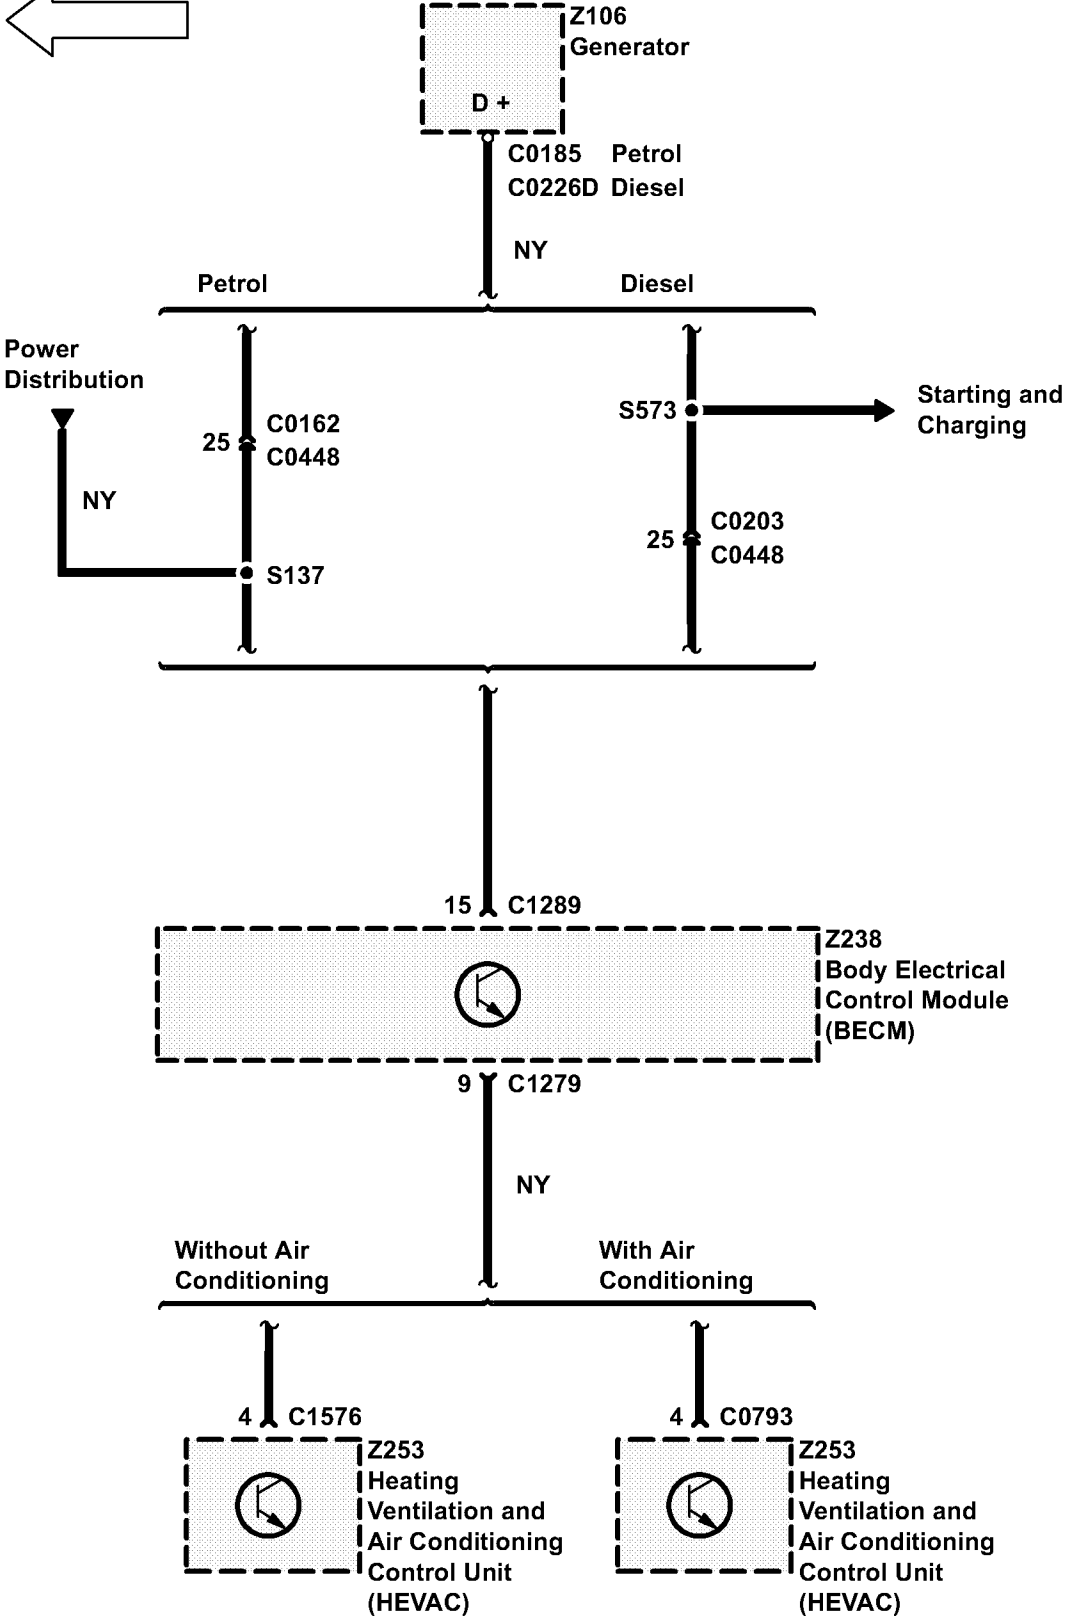 Z106
Generator
D +
C0185 Petrol
C0226D Diesel
NY
Petrol
Diesel
Power
Distribution
NY
25
C0162
C0448
S137
S573
Starting and
Charging
25
C0203
C0448
15 C1289
Z238
Body Electrical
Control Module
(BECM)
9 C1279
NY
Without Air
Conditioning
With Air
Conditioning
4 C1576
Z253
Heating
Ventilation and
Air Conditioning
Control Unit
(HEVAC)
4 C0793
Z253
Heating
Ventilation and
Air Conditioning
Control Unit
(HEVAC)